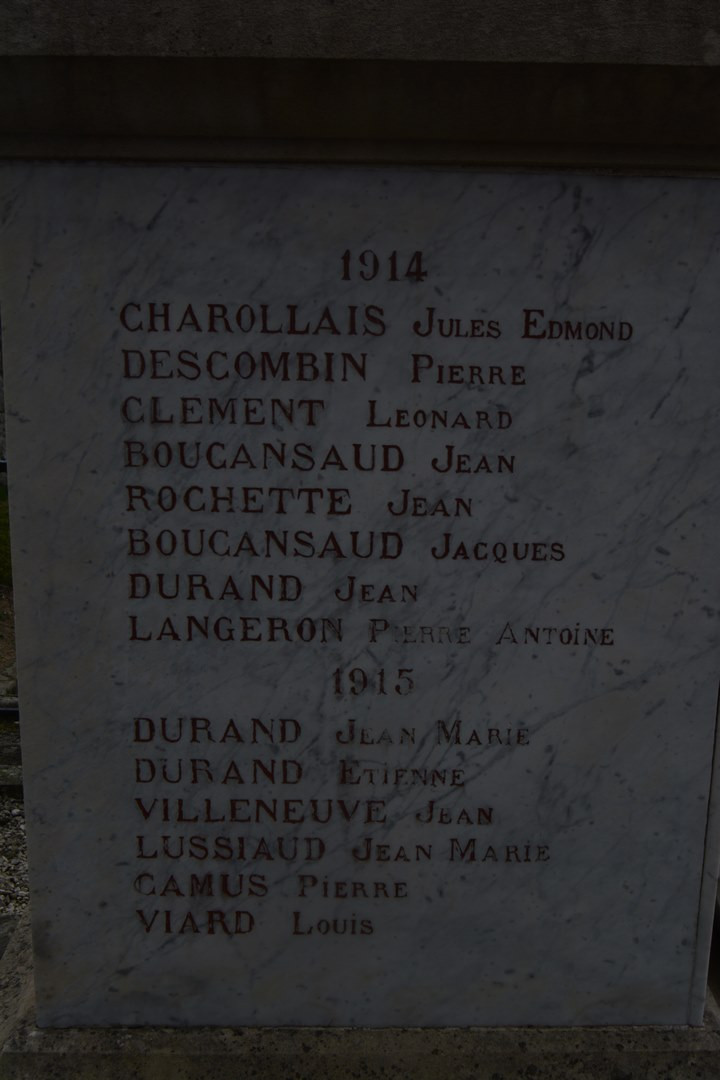 1914
CHAROLLAIS JULES EDMOND
DESCOMBIN PIERRE
CLEMENT LEONARD
BOUCANSAUD JEAN
ROCHETTE JEAN
BOUCANSAUD JACQUES
DURAND JEAN
LANGERON PIERRE ANTOINE
1915
DURAND JEAN MARIE
DURAND ETIENNE
VILLENEUVE JEAN
LUSSIAUD JEAN MARIE
CAMUS PIERRE
VIARD LOUIS